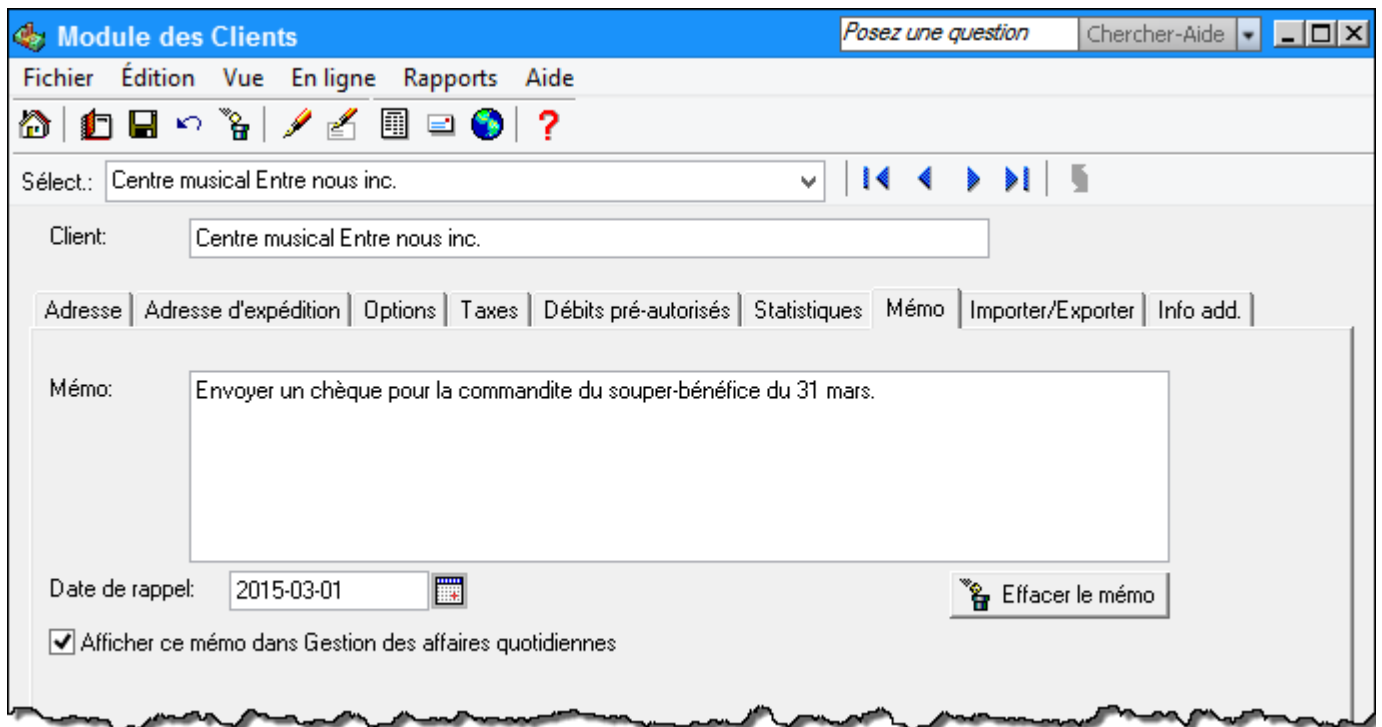 Module des Clients
Posez une question
Chercher-Aide
Fichier Édition Vue En ligne Rapports Aide
Sélect.: Centre musical Entre nous inc.
Client: Centre musical Entre nous inc.
Adresse Adresse d'expédition Options Taxes Débits pré-autorisés Statistiques Mémo Importer/Exporter Info add.
Mémo: Envoyer un chèque pour la commandite du souper-bénéfice du 31 mars.
Date de rappel: 2015-03-01 Effacer le mémo
Afficher ce mémo dans Gestion des affaires quotidiennes